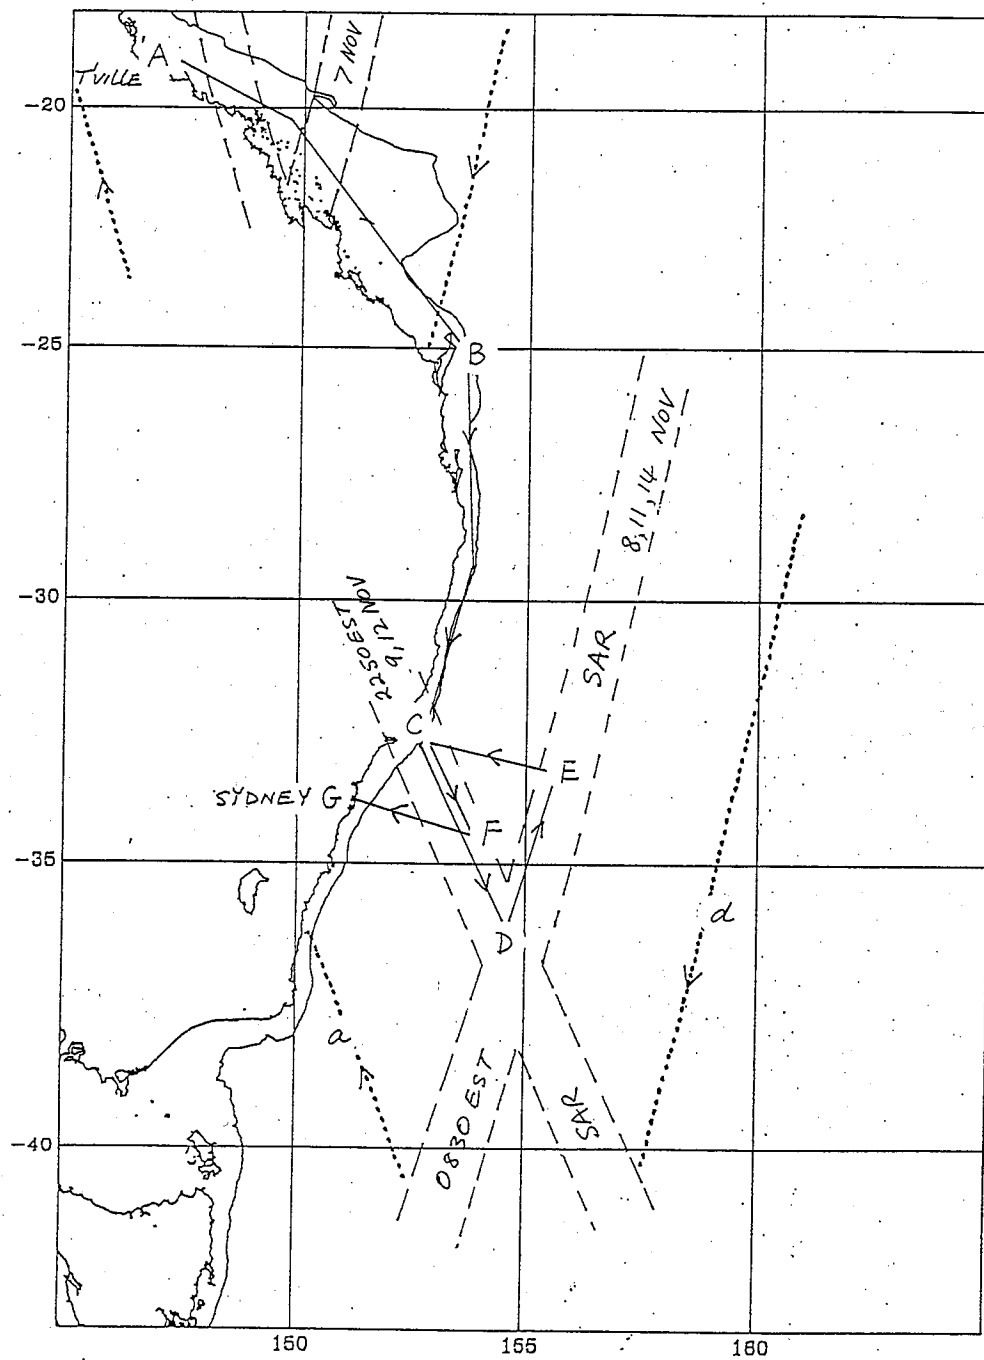 A
T'VILLE
7 NOV
-20
-25
B
8, 11, 14 NOV
-30
2250 EST
9, 12 NOV
SAR
C
E
SYDNEY G
F
-35
D
d
a
0830 EST
SAR
-40
150
155
160